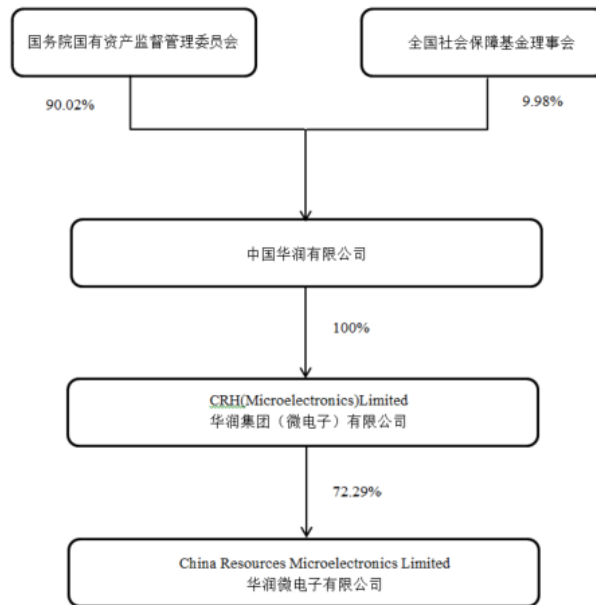 国务院国有资产监督管理委员会
全国社会保障基金理事会
90.02%
9.98%
中国华润有限公司
100%
CRH(Microelectronics)Limited
华润集团（微电子）有限公司
72.29%
China Resources Microelectronics Limited
华润微电子有限公司